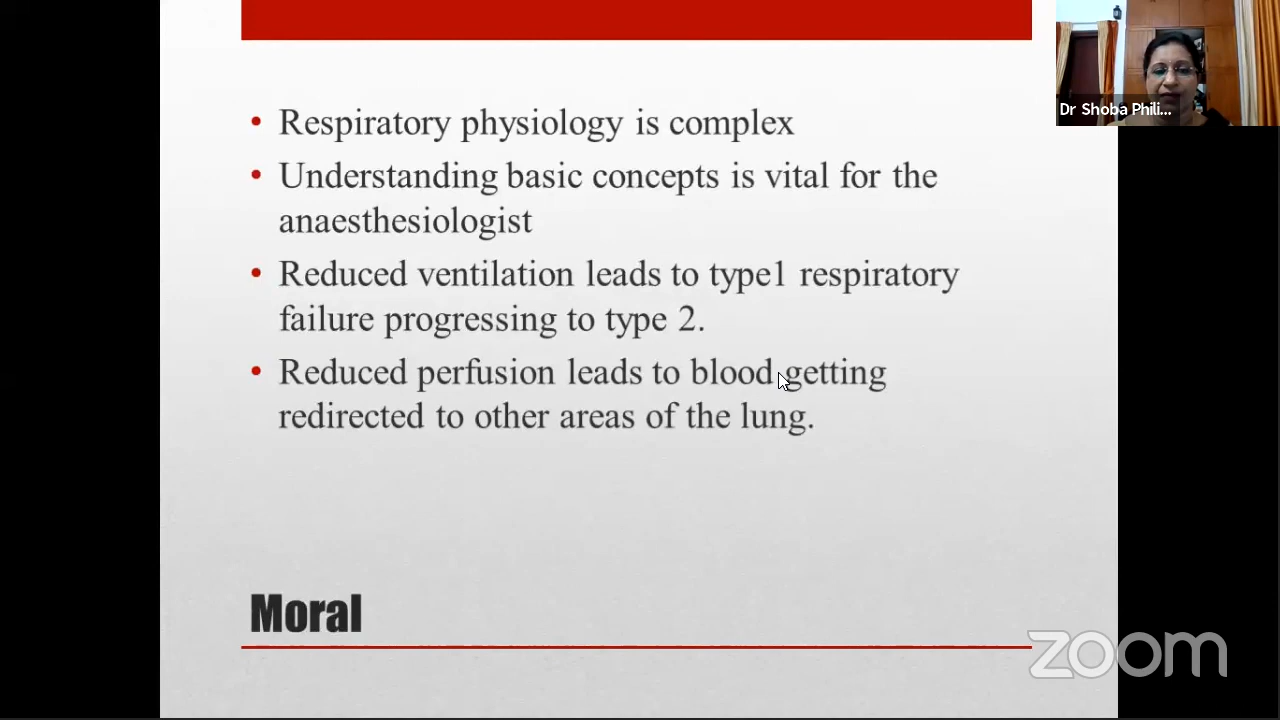 • Respiratory physiology is complex
• Understanding basic concepts is vital for the
anaesthesiologist
• Reduced ventilation leads to type1 respiratory
failure progressing to type 2.
• Reduced perfusion leads to blood getting
redirected to other areas of the lung.
Moral
Dr Shoba Phili...
zoom